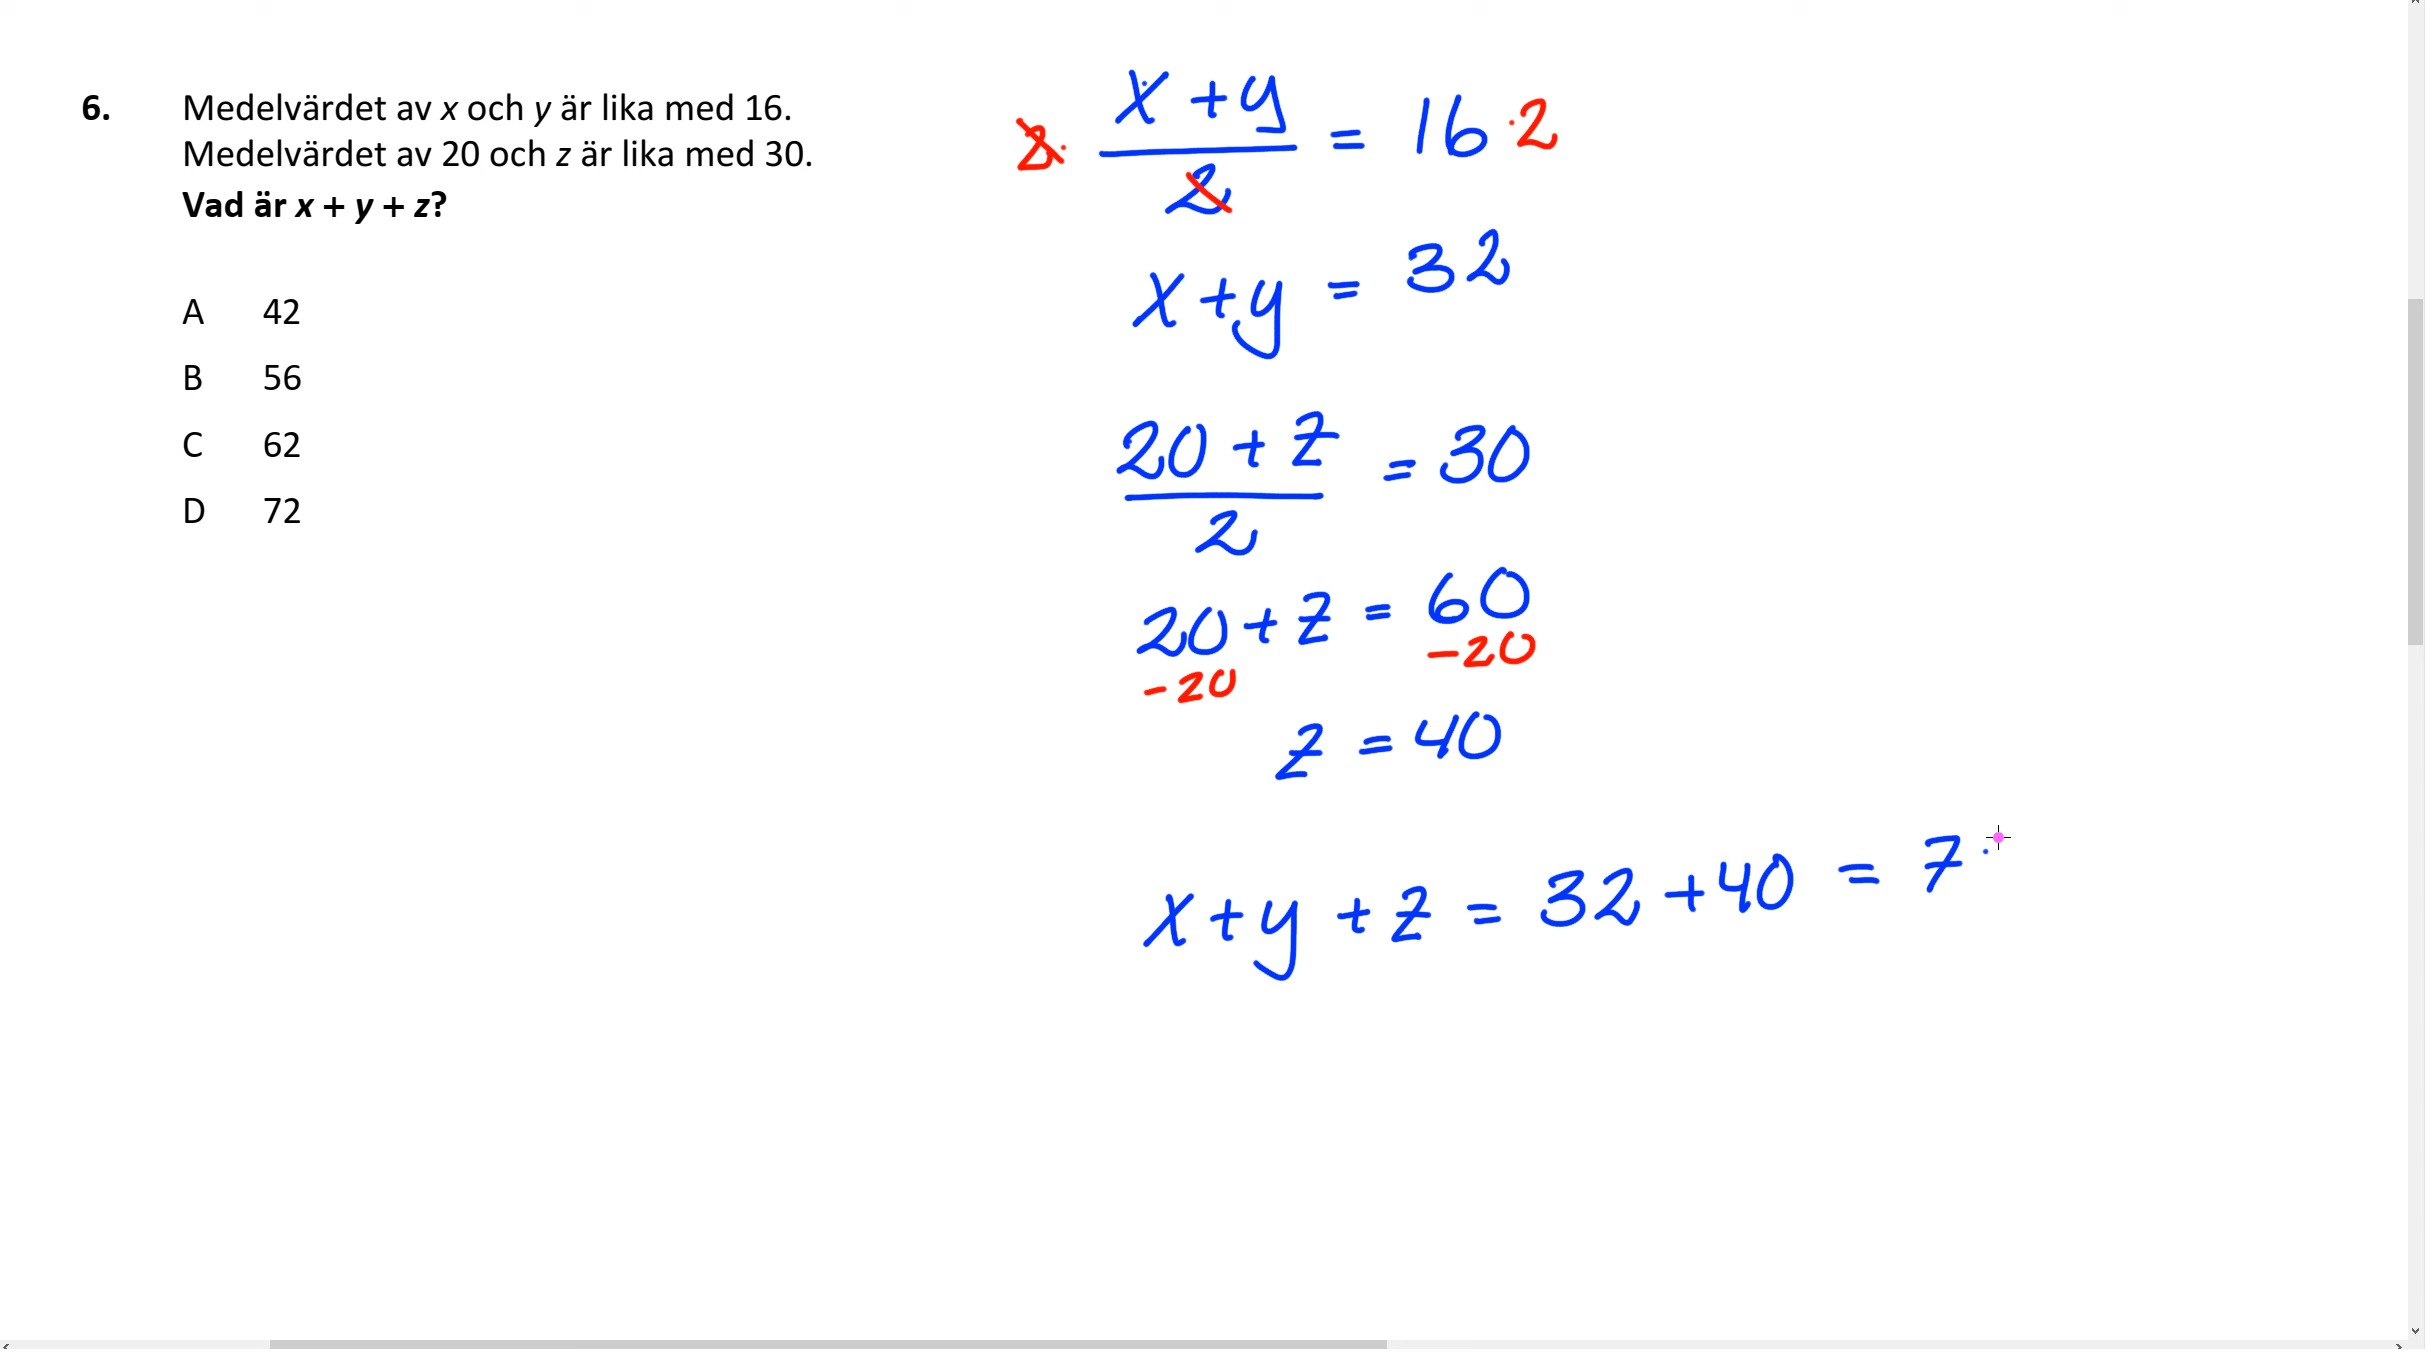 6. Medelvärdet av x och y är lika med 16.
Medelvärdet av 20 och z är lika med 30.
Vad är x + y + z?
A 42
B 56
C 62
D 72
2· (x + y)/2 = 16 · 2
x + y = 32
(20 + z)/2 = 30
20 + z = 60
-20 -20
z = 40
x + y + z = 32 + 40 = 7